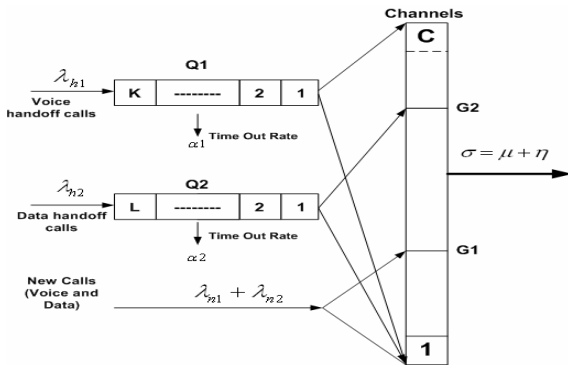 Channels
C
Q1
λh1
K -------- 2 1
Voice
handoff calls
Time Out Rate
α1
G2
σ = μ + η
Q2
λh2
L -------- 2 1
Data handoff
calls
Time Out Rate
α2
G1
New Calls
(Voice and
Data)
λn1 + λn2
1